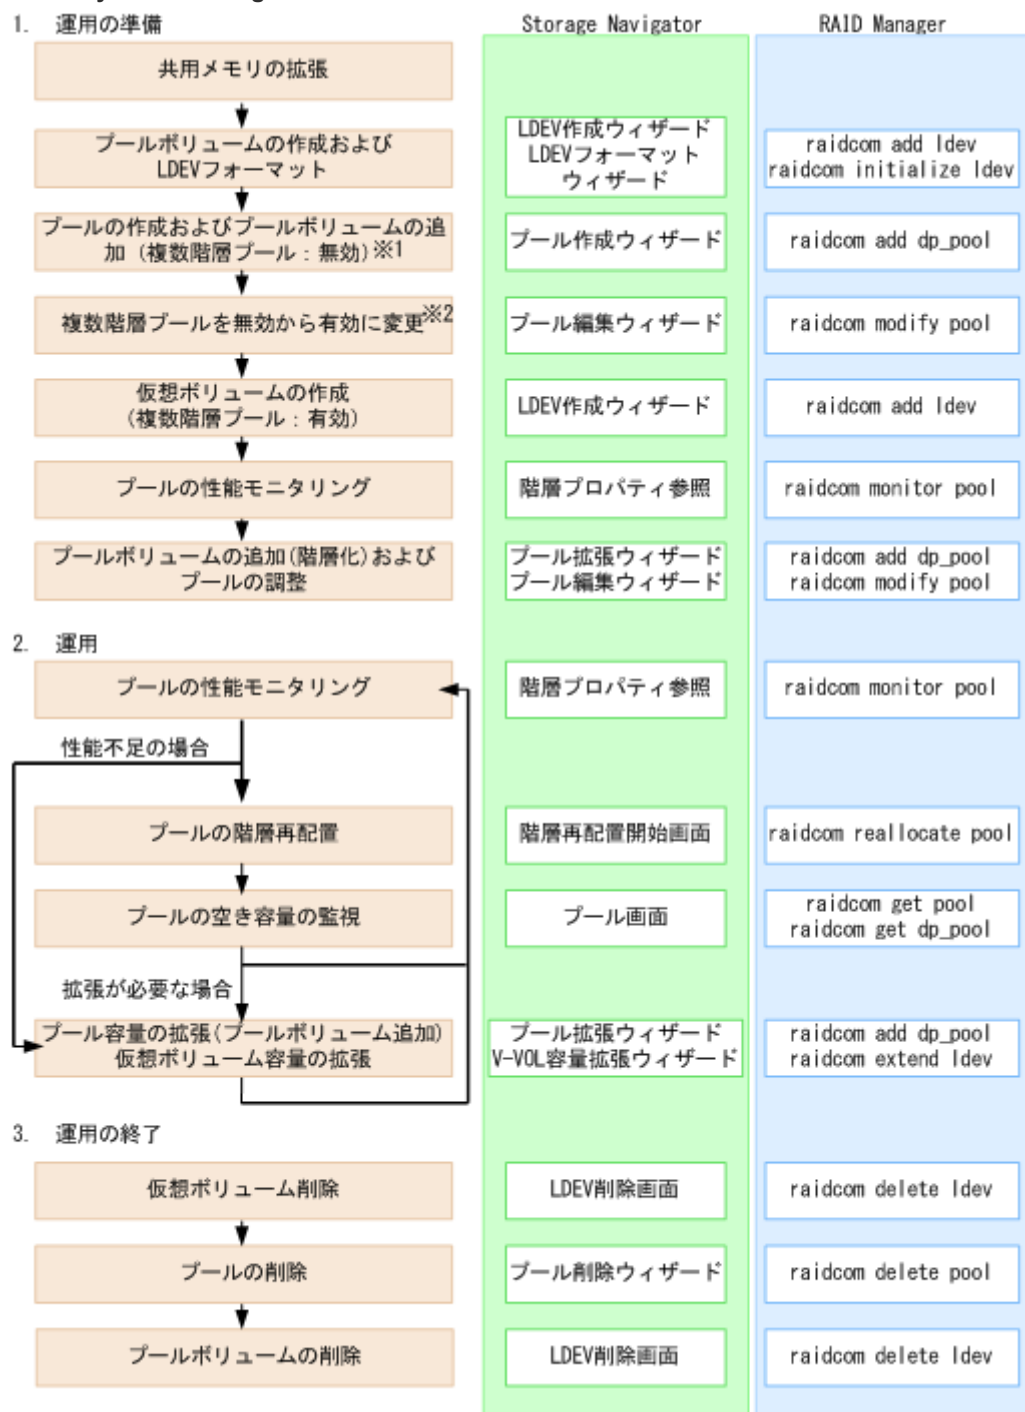 1. 運用の準備
Storage Navigator
RAID Manager
共用メモリの拡張
プールボリュームの作成および
LDEVフォーマット
LDEV作成ウィザード
LDEVフォーマット
ウィザード
raidcom add ldev
raidcom initialize ldev
プールの作成およびプールボリュームの追
加（複数階層プール：無効）※1
プール作成ウィザード
raidcom add dp_pool
複数階層プールを無効から有効に変更※2
プール編集ウィザード
raidcom modify pool
仮想ボリュームの作成
(複数階層プール：有効)
LDEV作成ウィザード
raidcom add ldev
プールの性能モニタリング
階層プロパティ参照
raidcom monitor pool
プールボリュームの追加(階層化)および
プールの調整
プール拡張ウィザード
プール編集ウィザード
raidcom add dp_pool
raidcom modify pool
2. 運用
プールの性能モニタリング
階層プロパティ参照
raidcom monitor pool
性能不足の場合
プールの階層再配置
階層再配置開始画面
raidcom reallocate pool
プールの空き容量の監視
プール画面
raidcom get pool
raidcom get dp_pool
拡張が必要な場合
プール容量の拡張(プールボリューム追加)
仮想ボリューム容量の拡張
プール拡張ウィザード
V-VOL容量拡張ウィザード
raidcom add dp_pool
raidcom extend ldev
3. 運用の終了
仮想ボリューム削除
LDEV削除画面
raidcom delete ldev
プールの削除
プール削除ウィザード
raidcom delete pool
プールボリュームの削除
LDEV削除画面
raidcom delete ldev